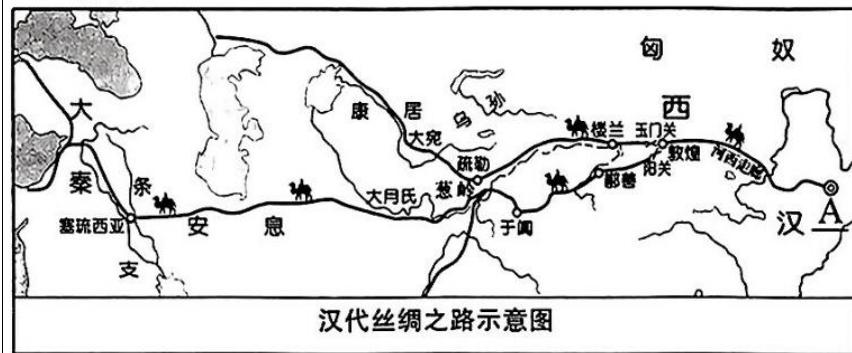 匈 奴
康 居
大宛
乌孙
西
楼兰
玉门关
敦煌
河西走廊
大秦
条支
疏勒
葱岭
大月氏
鄯善
阳关
A
汉
塞琉西亚
安 息
于阗
汉代丝绸之路示意图